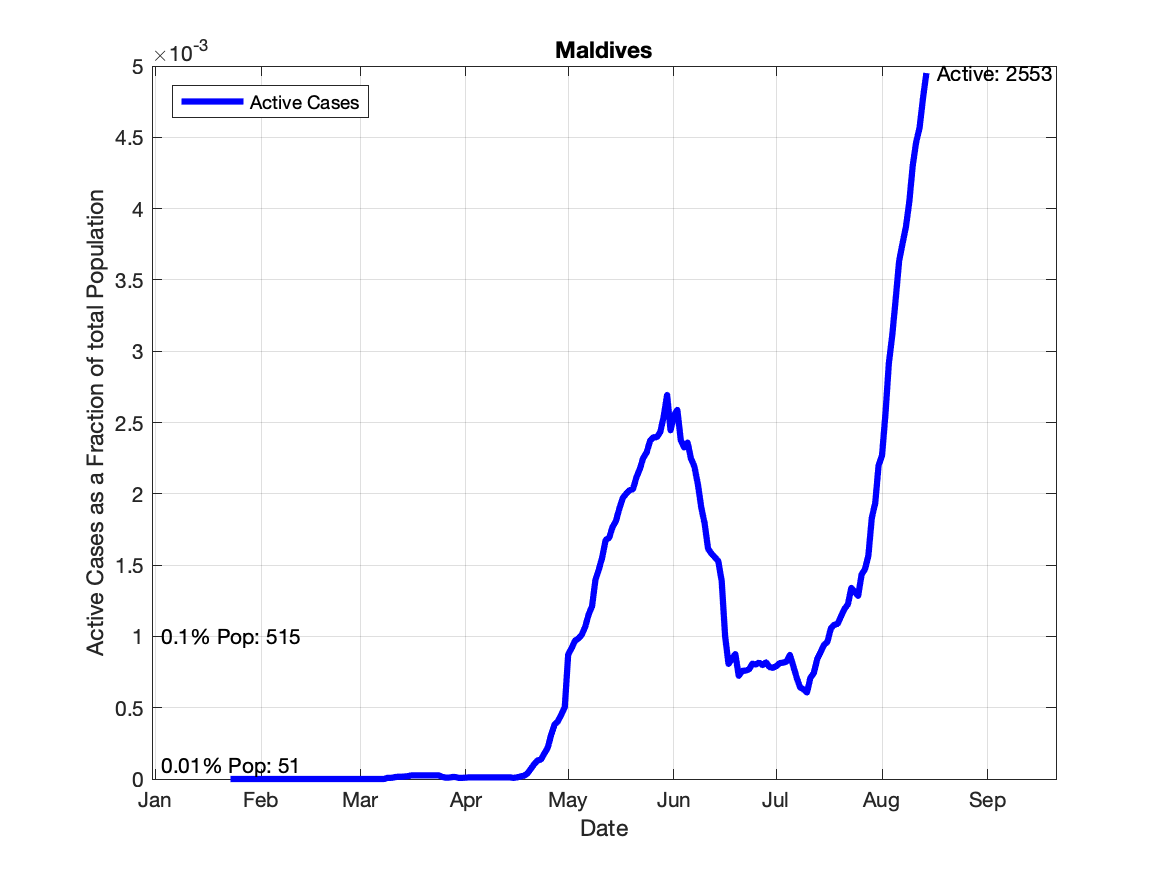 Maldives
×10-3
5
4.5
4
3.5
3
2.5
2
1.5
1
0.5
0
Active Cases as a Fraction of total Population
Active Cases
Active: 2553
0.1% Pop: 515
0.01% Pop: 51
Jan Feb Mar Apr May Jun Jul Aug Sep
Date